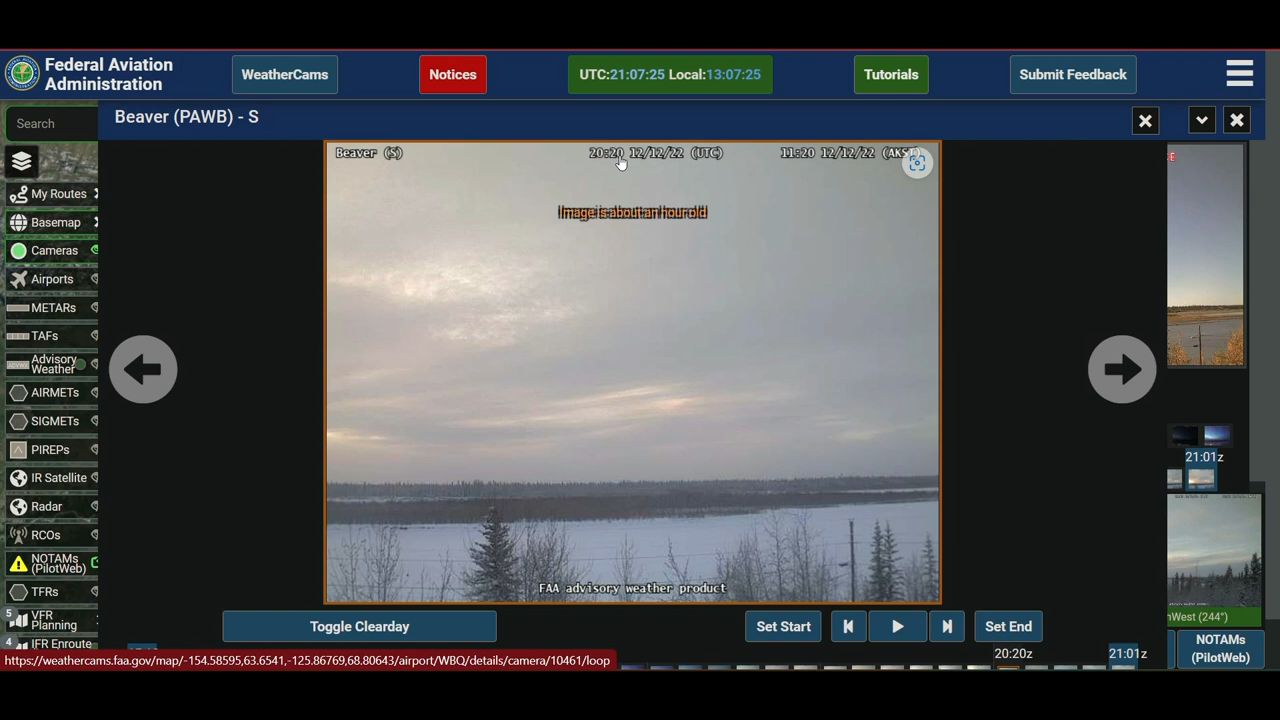 Federal Aviation
Administration
WeatherCams
Notices
UTC:21:07:25 Local:13:07:25
Tutorials
Submit Feedback
Search
Beaver (PAWB) - S
My Routes
Basemap
Cameras
Airports
METARs
TAFs
Advisory
Weather
AIRMETs
SIGMETs
PIREPs
IR Satellite
Radar
RCOs
NOTAMs
(PilotWeb)
TFRs
5
VFR
Planning
4
IFR Enroute
Beaver (S)
20:20 12/12/22 (UTC)
11:20 12/12/22 (AKST)
Image is about an hour old
FAA advisory weather product
Toggle Clearday
Set Start
Set End
20:20z
21:01z
21:01z
nWest (244°)
NOTAMs
(PilotWeb)
https://weathercams.faa.gov/map/-154.58595,63.6541,-125.86769,68.80643/airport/WBQ/details/camera/10461/loop